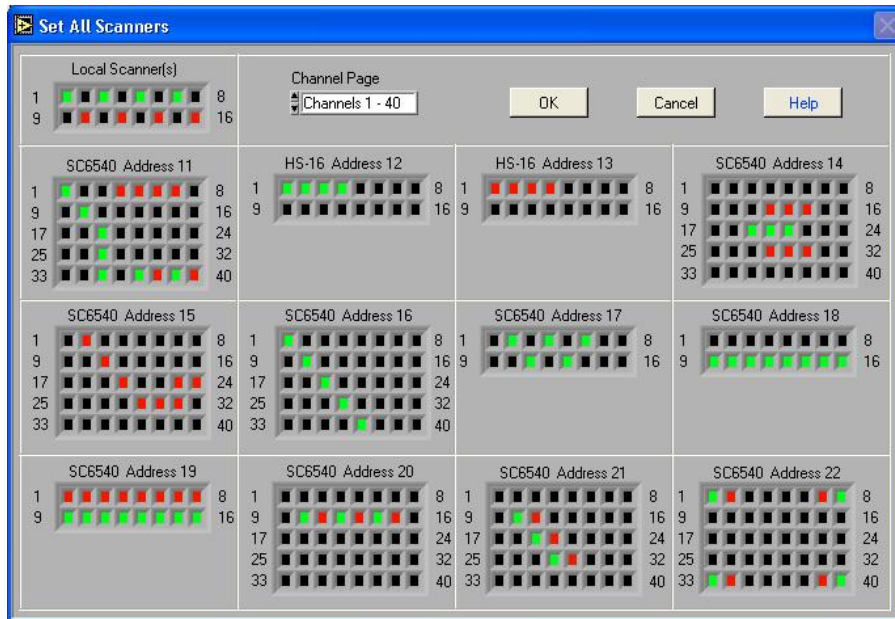 Set All Scanners
Local Scanner(s)
1 8
9 16
Channel Page
Channels 1 - 40
OK
Cancel
Help
SC6540 Address 11
1 8
9 16
17 24
25 32
33 40
HS-16 Address 12
1 8
9 16
HS-16 Address 13
1 8
9 16
SC6540 Address 14
1 8
9 16
17 24
25 32
33 40
SC6540 Address 15
1 8
9 16
17 24
25 32
33 40
SC6540 Address 16
1 8
9 16
17 24
25 32
33 40
SC6540 Address 17
1 8
9 16
SC6540 Address 18
1 8
9 16
SC6540 Address 19
1 8
9 16
SC6540 Address 20
1 8
9 16
17 24
25 32
33 40
SC6540 Address 21
1 8
9 16
17 24
25 32
33 40
SC6540 Address 22
1 8
9 16
17 24
25 32
33 40